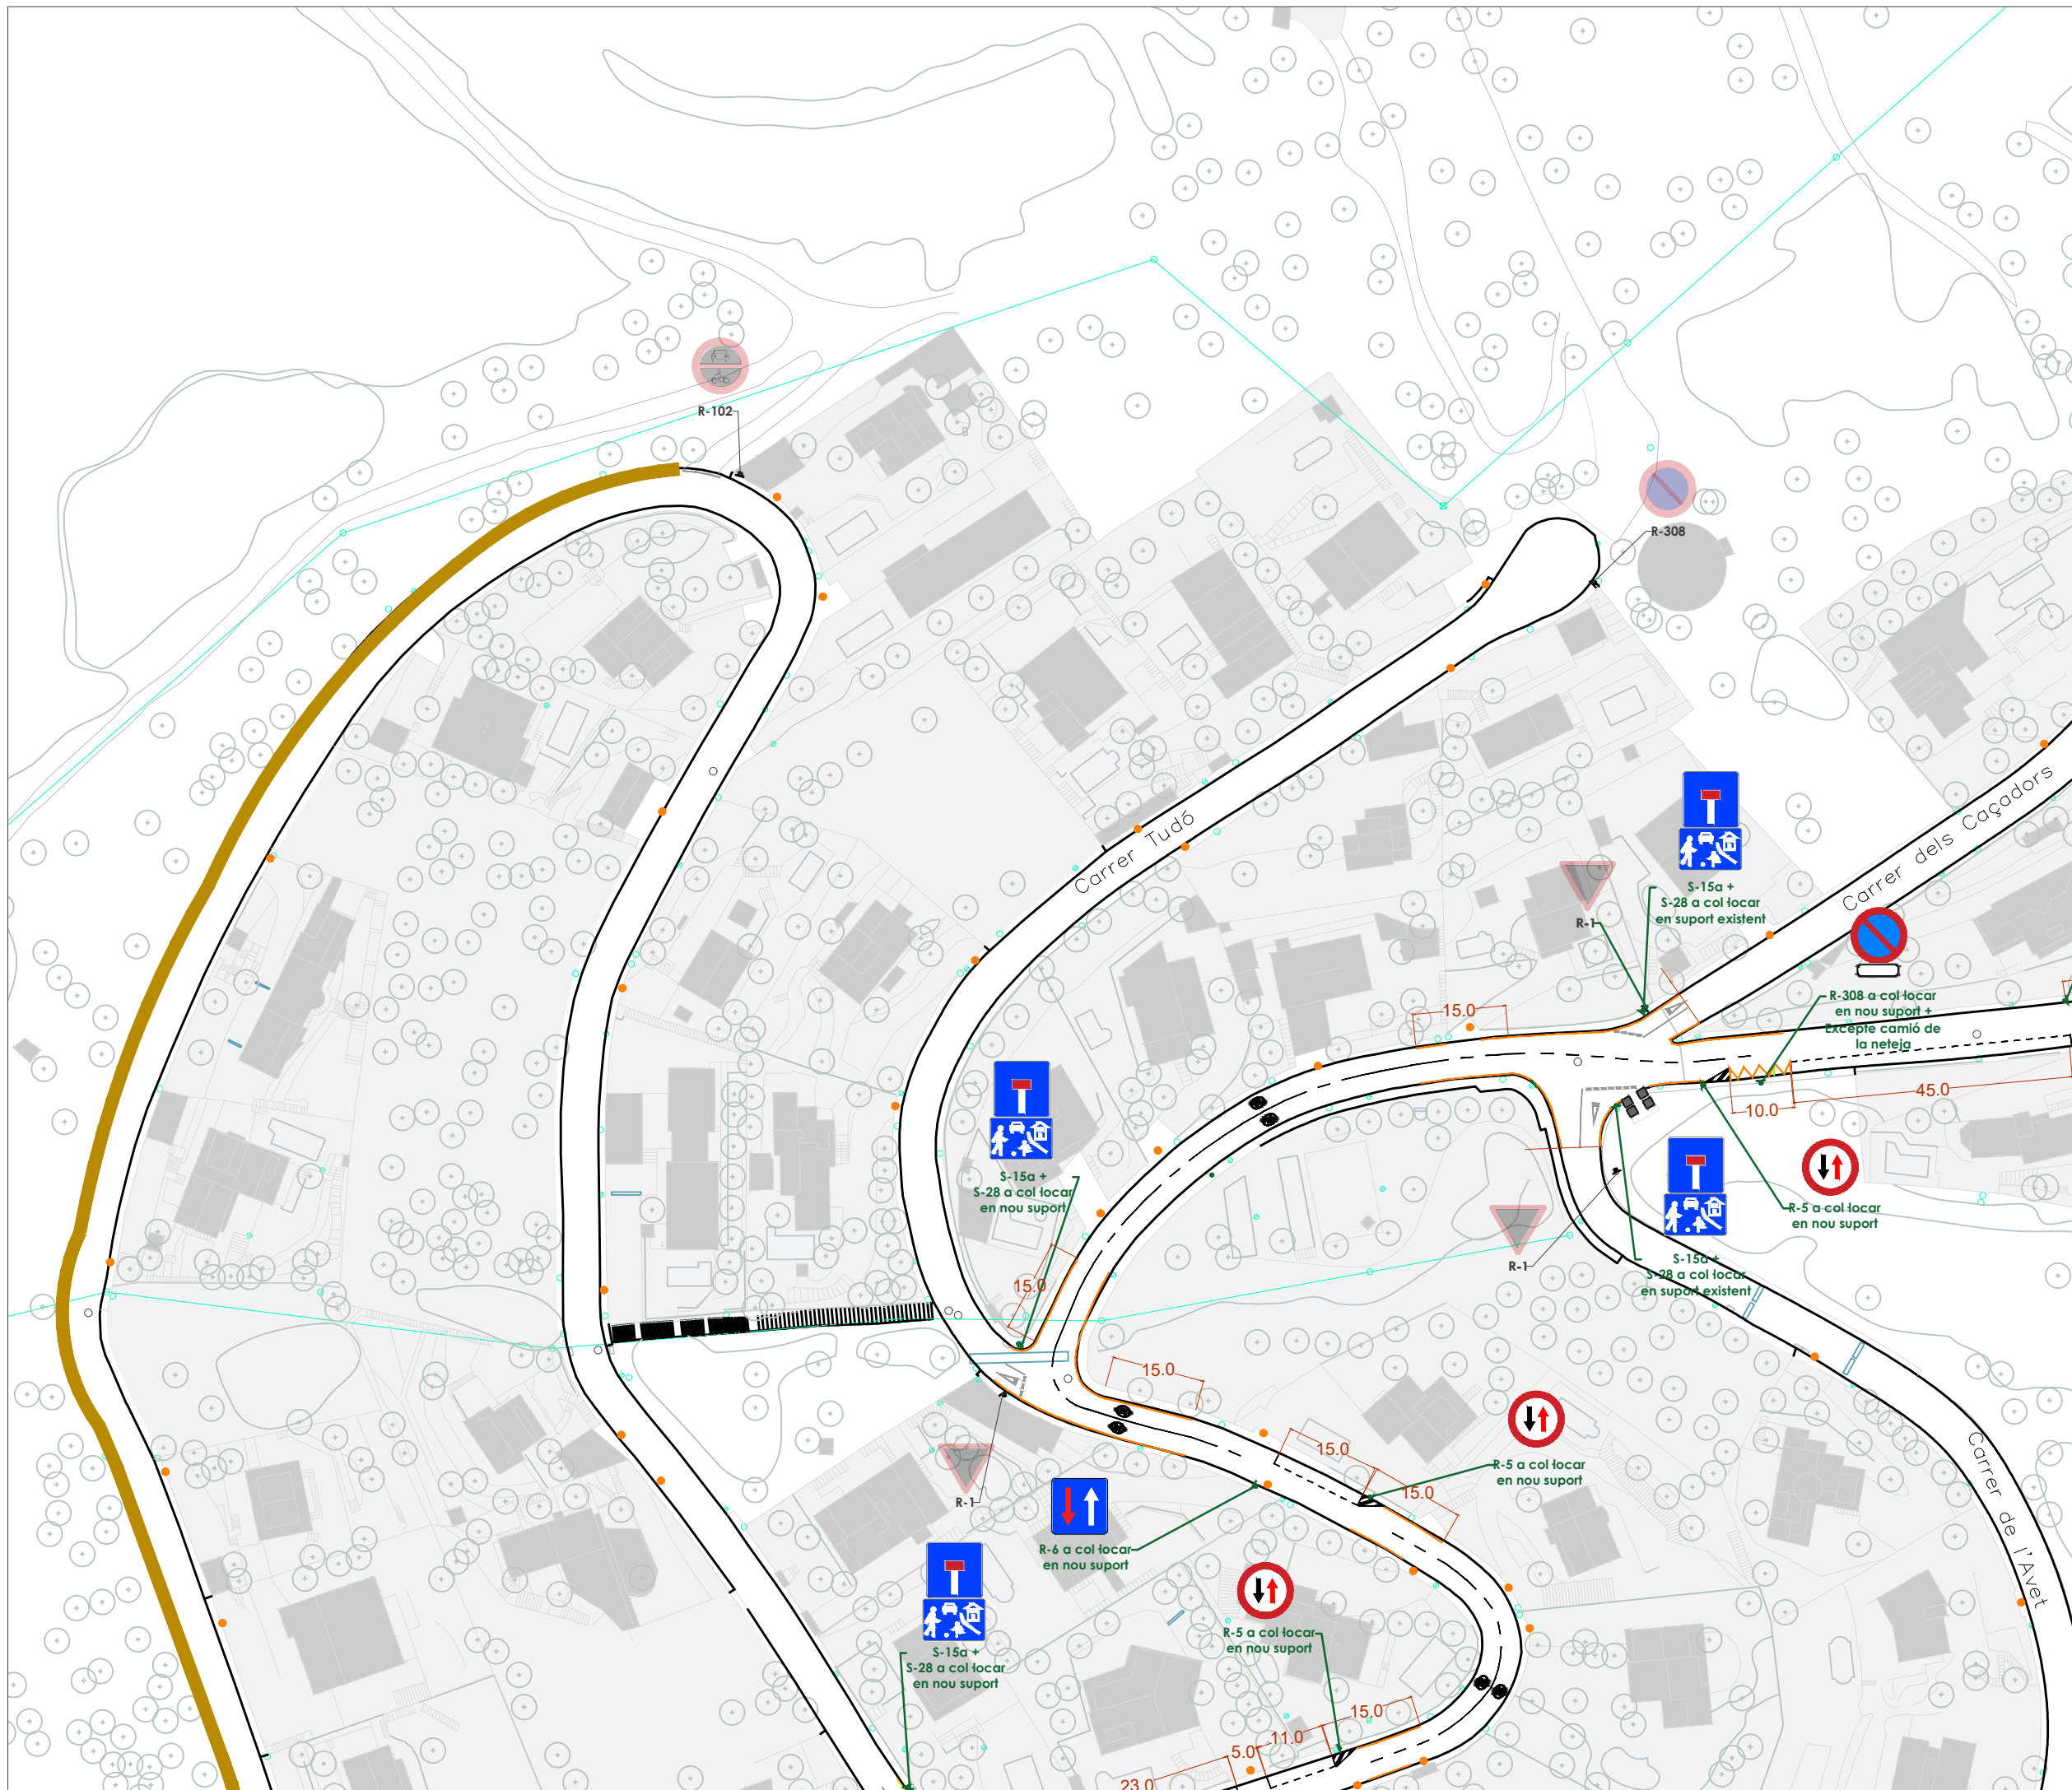 R-102
R-308
Carrer Tudó
Carrer dels Caçadors
S-15a +
S-28 a col·locar
en suport existent
R-1
R-308 a col·locar
en nou suport +
Excepte camió de
la neteja
15.0
10.0
45.0
S-15a +
S-28 a col·locar
en nou suport
R-5 a col·locar
en nou suport
S-15a +
S-28 a col·locar
en suport existent
R-1
15.0
15.0
15.0
R-5 a col·locar
en nou suport
15.0
R-1
R-6 a col·locar
en nou suport
Carrer de l'Avet
R-5 a col·locar
en nou suport
S-15a +
S-28 a col·locar
en nou suport
15.0
11.0
5.0
23.0